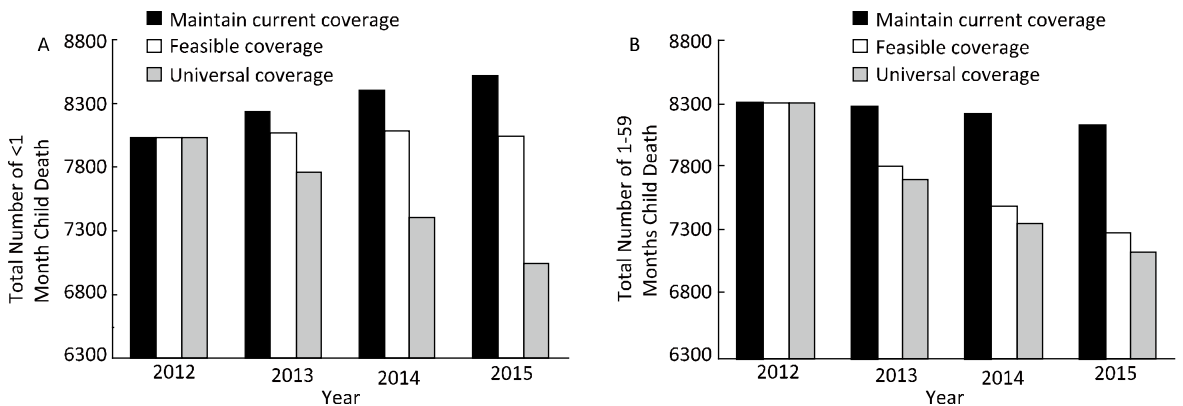 A
Maintain current coverage
Feasible coverage
Universal coverage
8800
8300
7800
7300
6800
6300
Total Number of <1
Month Child Death
2012
2013
2014
2015
Year
B
Maintain current coverage
Feasible coverage
Universal coverage
8800
8300
7800
7300
6800
6300
Total Number of 1-59
Months Child Death
2012
2013
2014
2015
Year